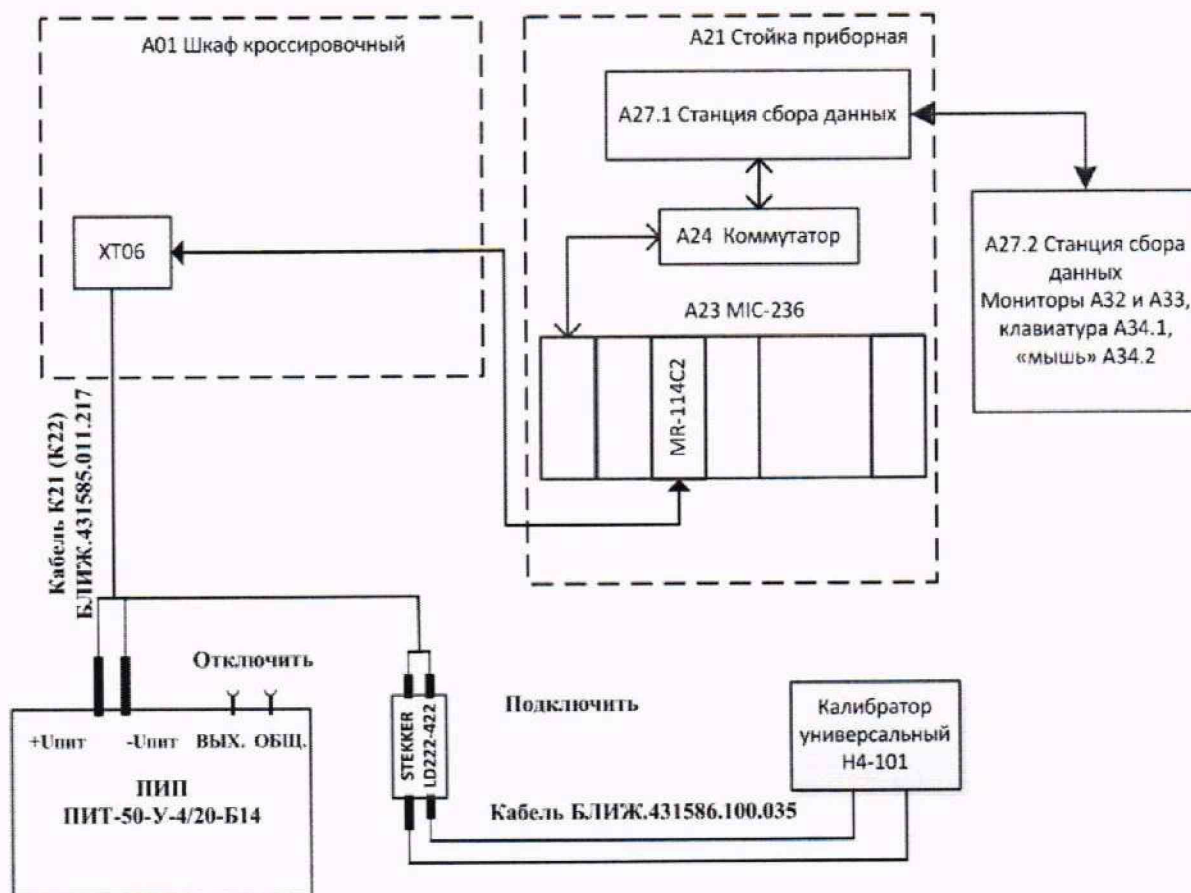 А01 Шкаф кроссировочный
А21 Стойка приборная
А27.1 Станция сбора данных
ХТ06
А24 Коммутатор
А27.2 Станция сбора
данных
Мониторы А32 и А33,
клавиатура А34.1,
«мышь» А34.2
А23 MIC-236
MR-114C2
Кабель К21 (К22)
БЛИЖ.431585.011.217
Отключить
+Uпит
-Uпит
ВЫХ.
ОБЩ.
ПИП
ПИТ-50-У-4/20-Б14
STEKKER
LD222-422
Подключить
Калибратор
универсальный
Н4-101
Кабель БЛИЖ.431586.100.035